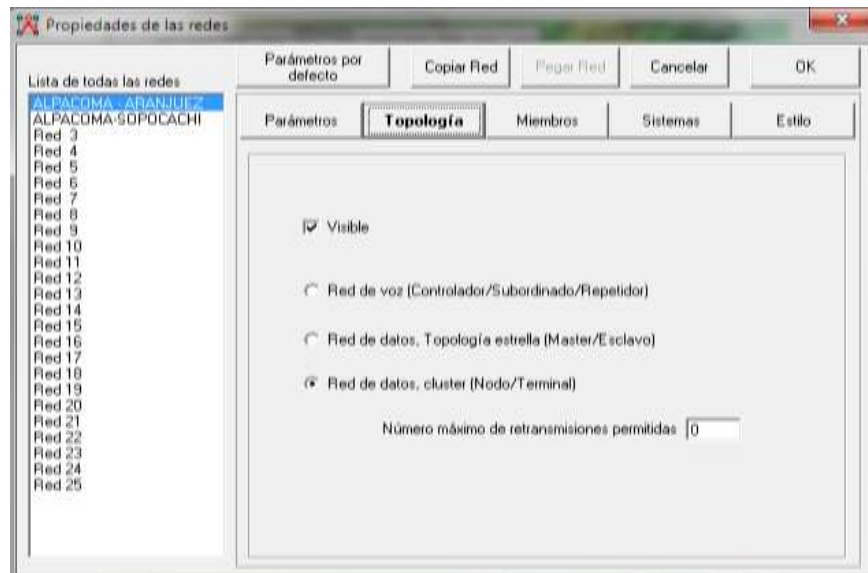 Propiedades de las redes
Lista de todas las redes
ALPACOMA - ARANJUEZ
ALPACOMA-SOPOCACHI
Red 3
Red 4
Red 5
Red 6
Red 7
Red 8
Red 9
Red 10
Red 11
Red 12
Red 13
Red 14
Red 15
Red 16
Red 17
Red 18
Red 19
Red 20
Red 21
Red 22
Red 23
Red 24
Red 25
Parámetros por defecto
Copiar Red
Pegar Red
Cancelar
OK
Parámetros
Topología
Miembros
Sistemas
Estilo
Visible
Red de voz (Controlador/Subordinado/Repetidor)
Red de datos, Topología estrella (Master/Esclavo)
Red de datos, cluster (Nodo/Terminal)
Número máximo de retransmisiones permitidas 0